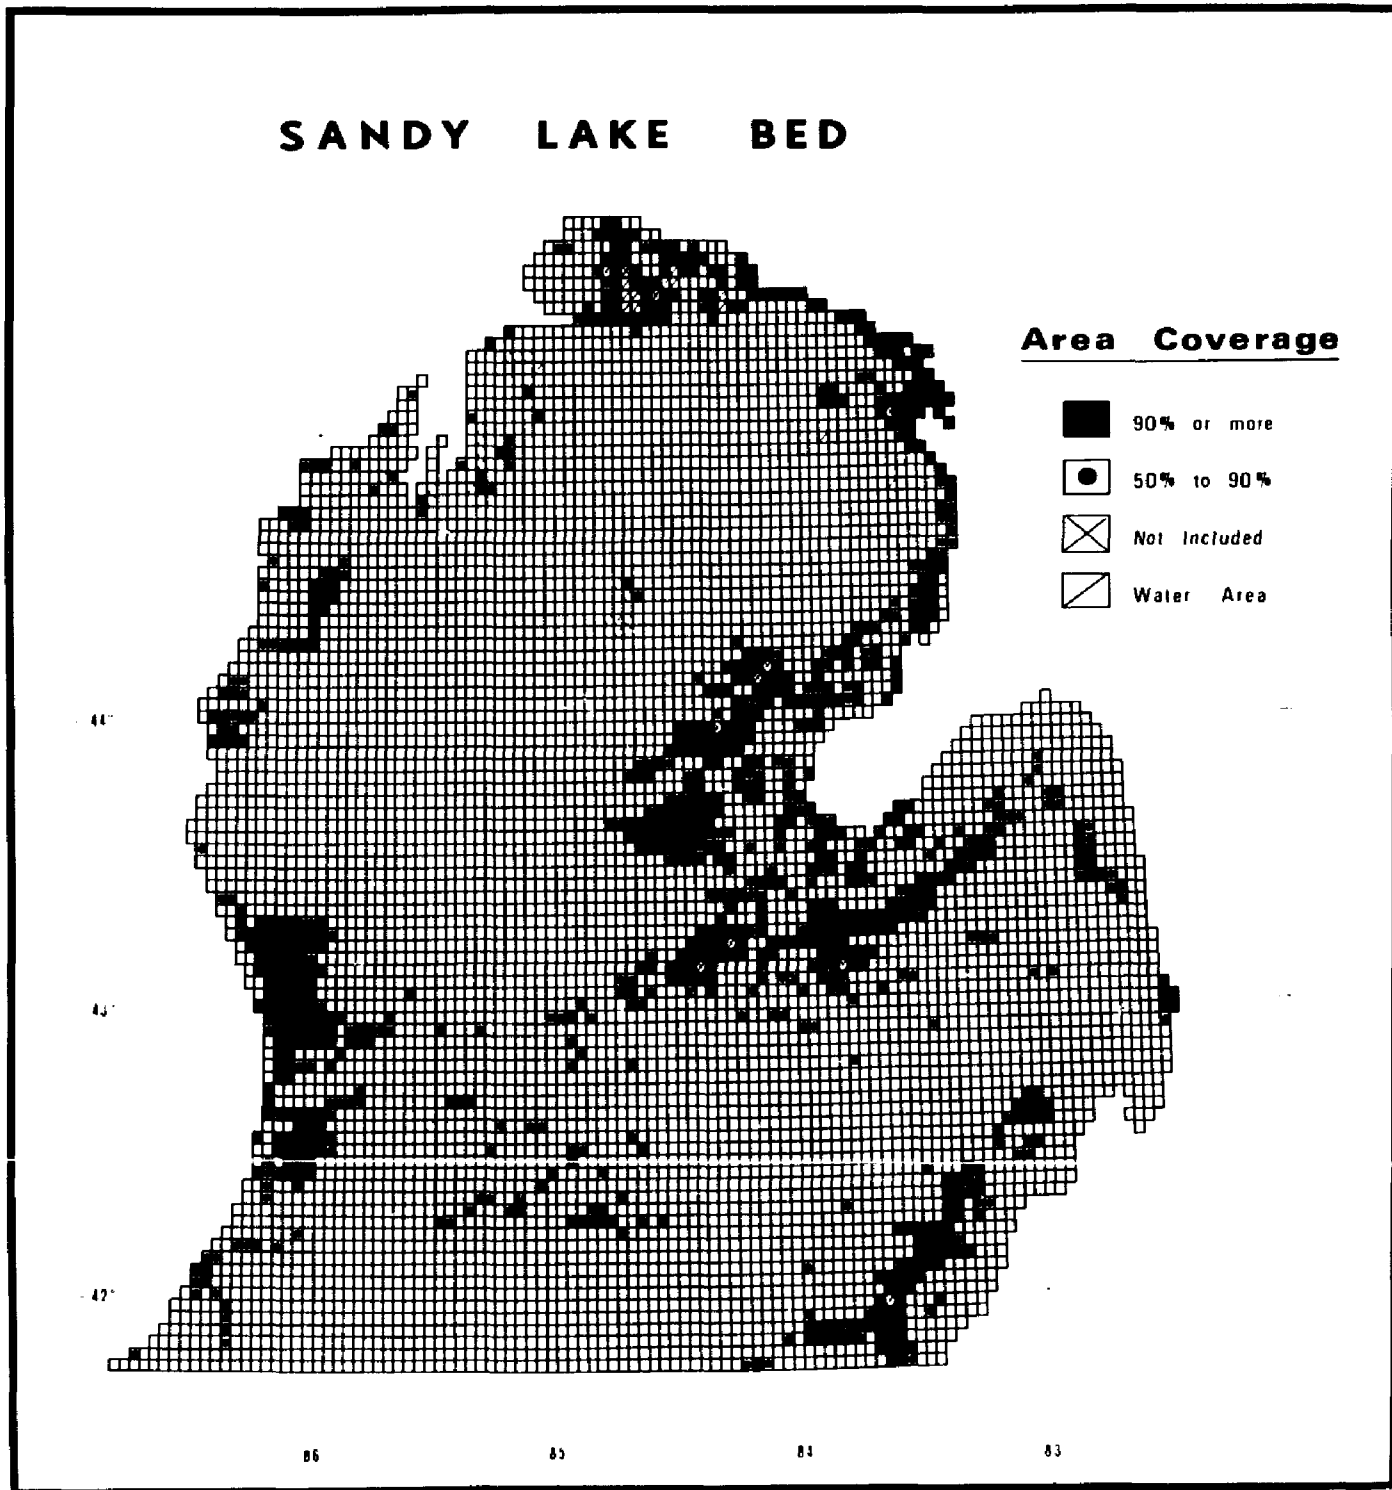 SANDY LAKE BED
Area Coverage
90% or more
50% to 90%
Not Included
Water Area
44°
43°
42°
86
85
84
83